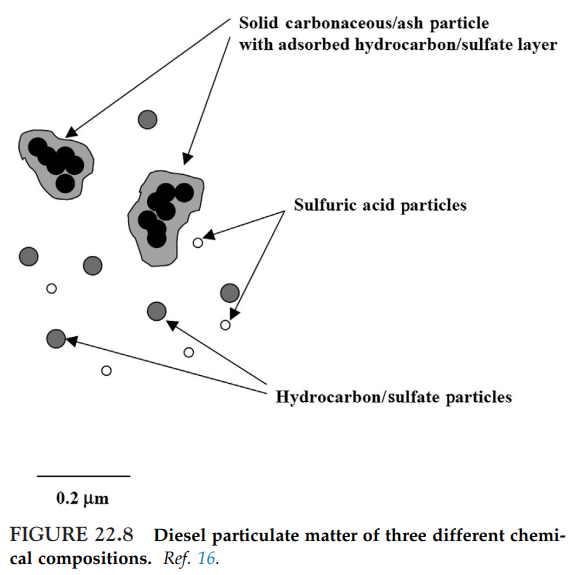 Solid carbonaceous/ash particle
with adsorbed hydrocarbon/sulfate layer
Sulfuric acid particles
Hydrocarbon/sulfate particles
0.2 μm
FIGURE 22.8 Diesel particulate matter of three different chemi-
cal compositions. Ref. 16.